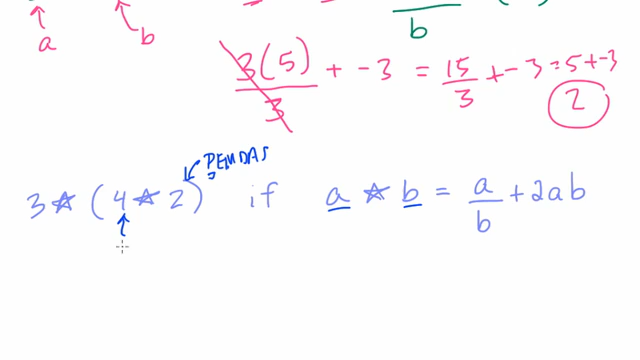 a
b
b
3(5)/3 + -3 = 15/3 + -3 = 5 + -3
2
PEMDAS
3 ☆ (4 ☆ 2) if a ☆ b = a/b + 2ab